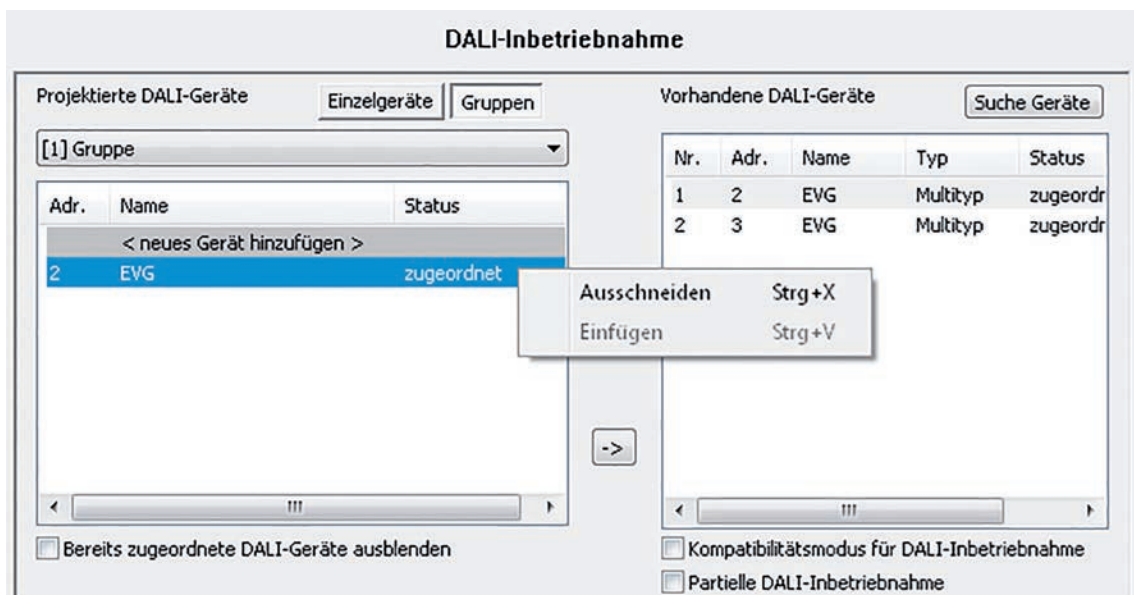 DALI-Inbetriebnahme
Projektierte DALI-Geräte
Einzelgeräte
Gruppen
[1] Gruppe
Adr. Name Status
< neues Gerät hinzufügen >
2 EVG zugeordnet
Ausschneiden Strg+X
Einfügen Strg+V
->
Bereits zugeordnete DALI-Geräte ausblenden
Vorhandene DALI-Geräte
Suche Geräte
Nr. Adr. Name Typ Status
1 2 EVG Multityp zugeordr
2 3 EVG Multityp zugeordr
Kompatibilitätsmodus für DALI-Inbetriebnahme
Partielle DALI-Inbetriebnahme